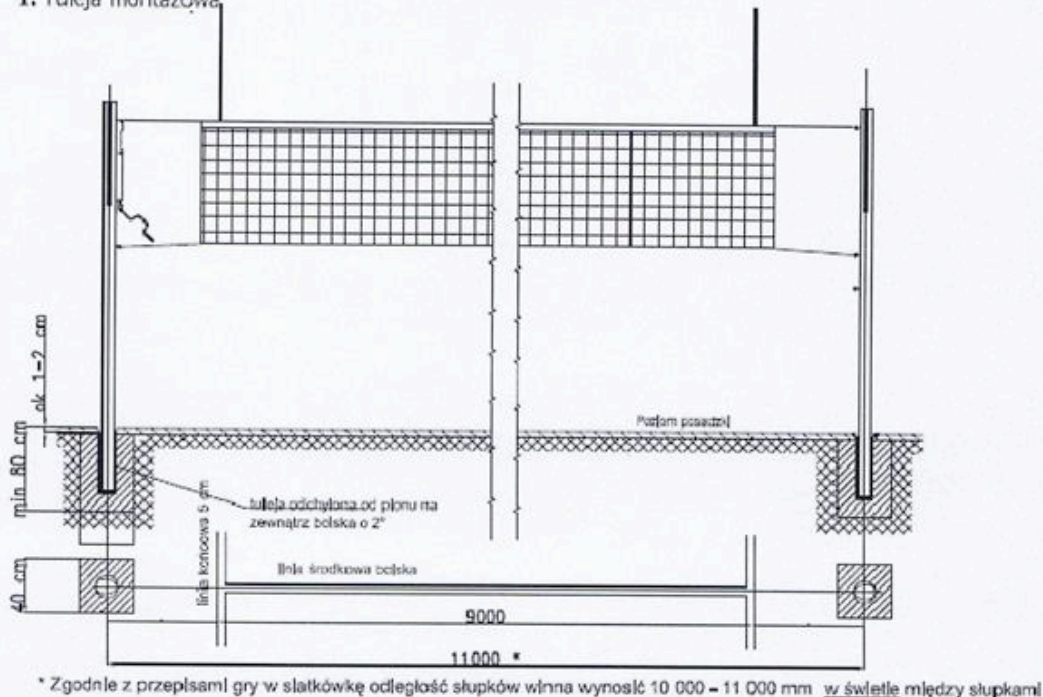 1. Tuleja montażowa
ok 1-2 cm
min 80 cm
Poziom posadzki
tuleja odchylona od pionu na
zewnątrz boiska o 2°
linia końcowa 5 cm
linia środkowa boiska
40 cm
9000
11000 *
* Zgodnie z przepisami gry w siatkówkę odległość słupków winna wynosić 10 000 - 11 000 mm w świetle między słupkami